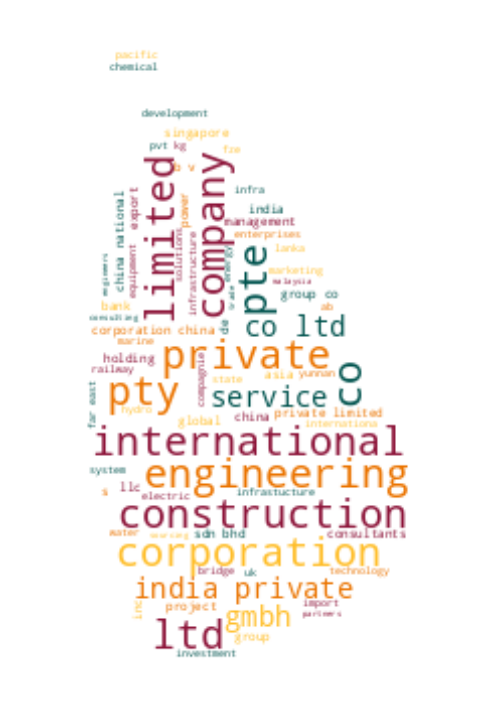 pacific
chemical
development
singapore
pvt kg
fze
b v
limited
company
infra
china national
export
power
india
management
enterprises
solutions
infrastructure
pte
lanka
engineers
equipment
energy
marketing
malaysia
trade
group co
bank
ab
consulting
corporation china
de
co ltd
marine
holding
private
railway
compagnie
state
asia
yunnan
co
pty
service
far east
hydro
global
china
private limited
internationa
international
system
engineering
s
llc
electric
infrastucture
construction
water
sourcing
sdn bhd
consultants
corporation
bridge
uk
technology
india private
inc
project
gmbh
import
partners
ltd
group
investment